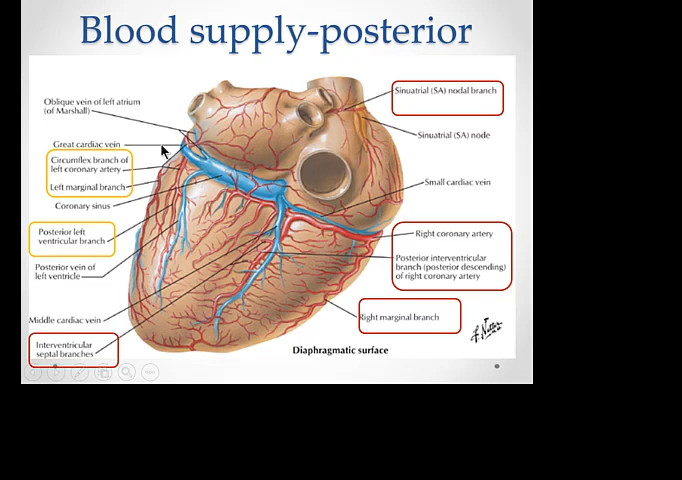 Blood supply-posterior
Oblique vein of left atrium
(of Marshall)
Great cardiac vein
Circumflex branch of
left coronary artery
Left marginal branch
Coronary sinus
Posterior left
ventricular branch
Posterior vein of
left ventricle
Middle cardiac vein
Interventricular
septal branches
Sinuatrial (SA) nodal branch
Sinuatrial (SA) node
Small cardiac vein
Right coronary artery
Posterior interventricular
branch (posterior descending)
of right coronary artery
Right marginal branch
Diaphragmatic surface